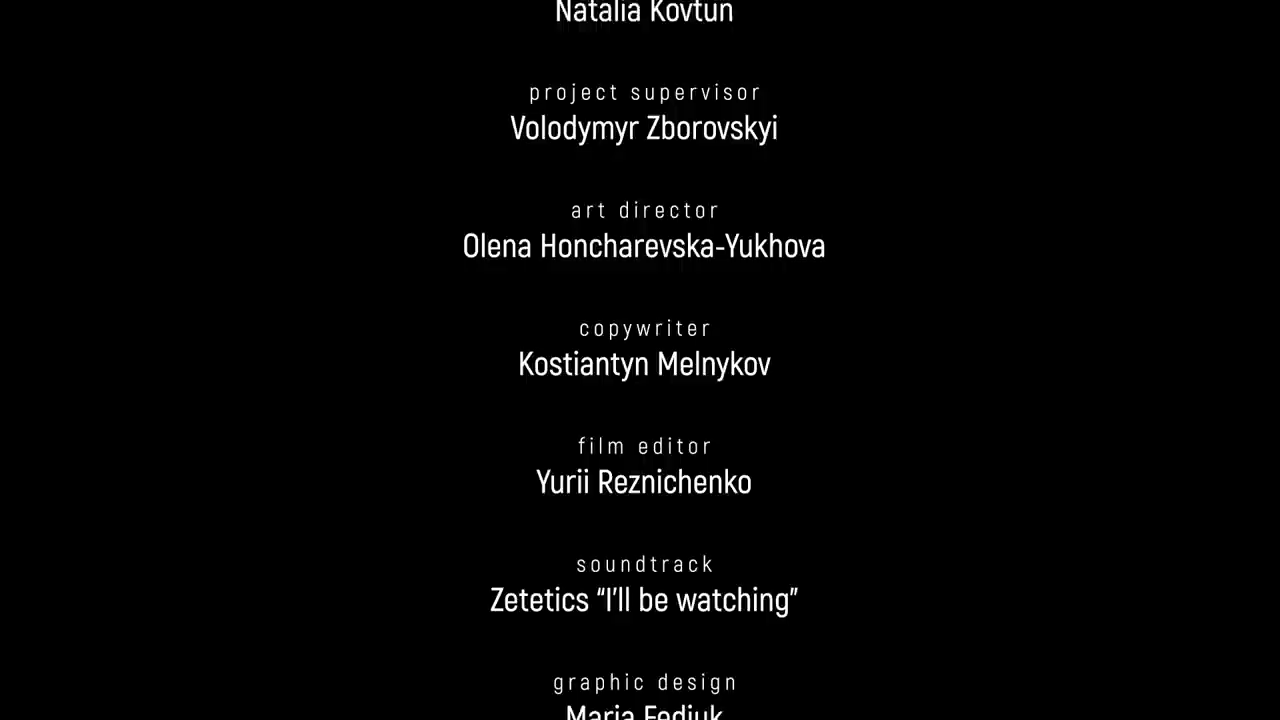 Natalia Kovtun
project supervisor
Volodymyr Zborovskyi
art director
Olena Honcharevska-Yukhova
copywriter
Kostiantyn Melnykov
film editor
Yurii Reznichenko
soundtrack
Zetetics “I’ll be watching”
graphic design
Maria Fediuk